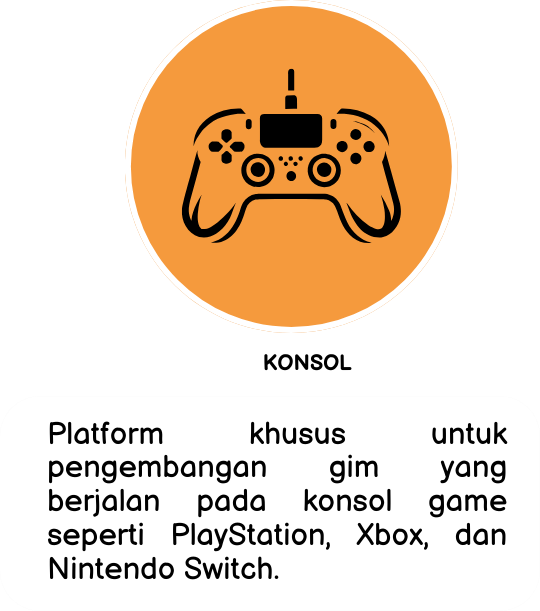 KONSOL
Platform khusus untuk
pengembangan gim yang
berjalan pada konsol game
seperti PlayStation, Xbox, dan
Nintendo Switch.